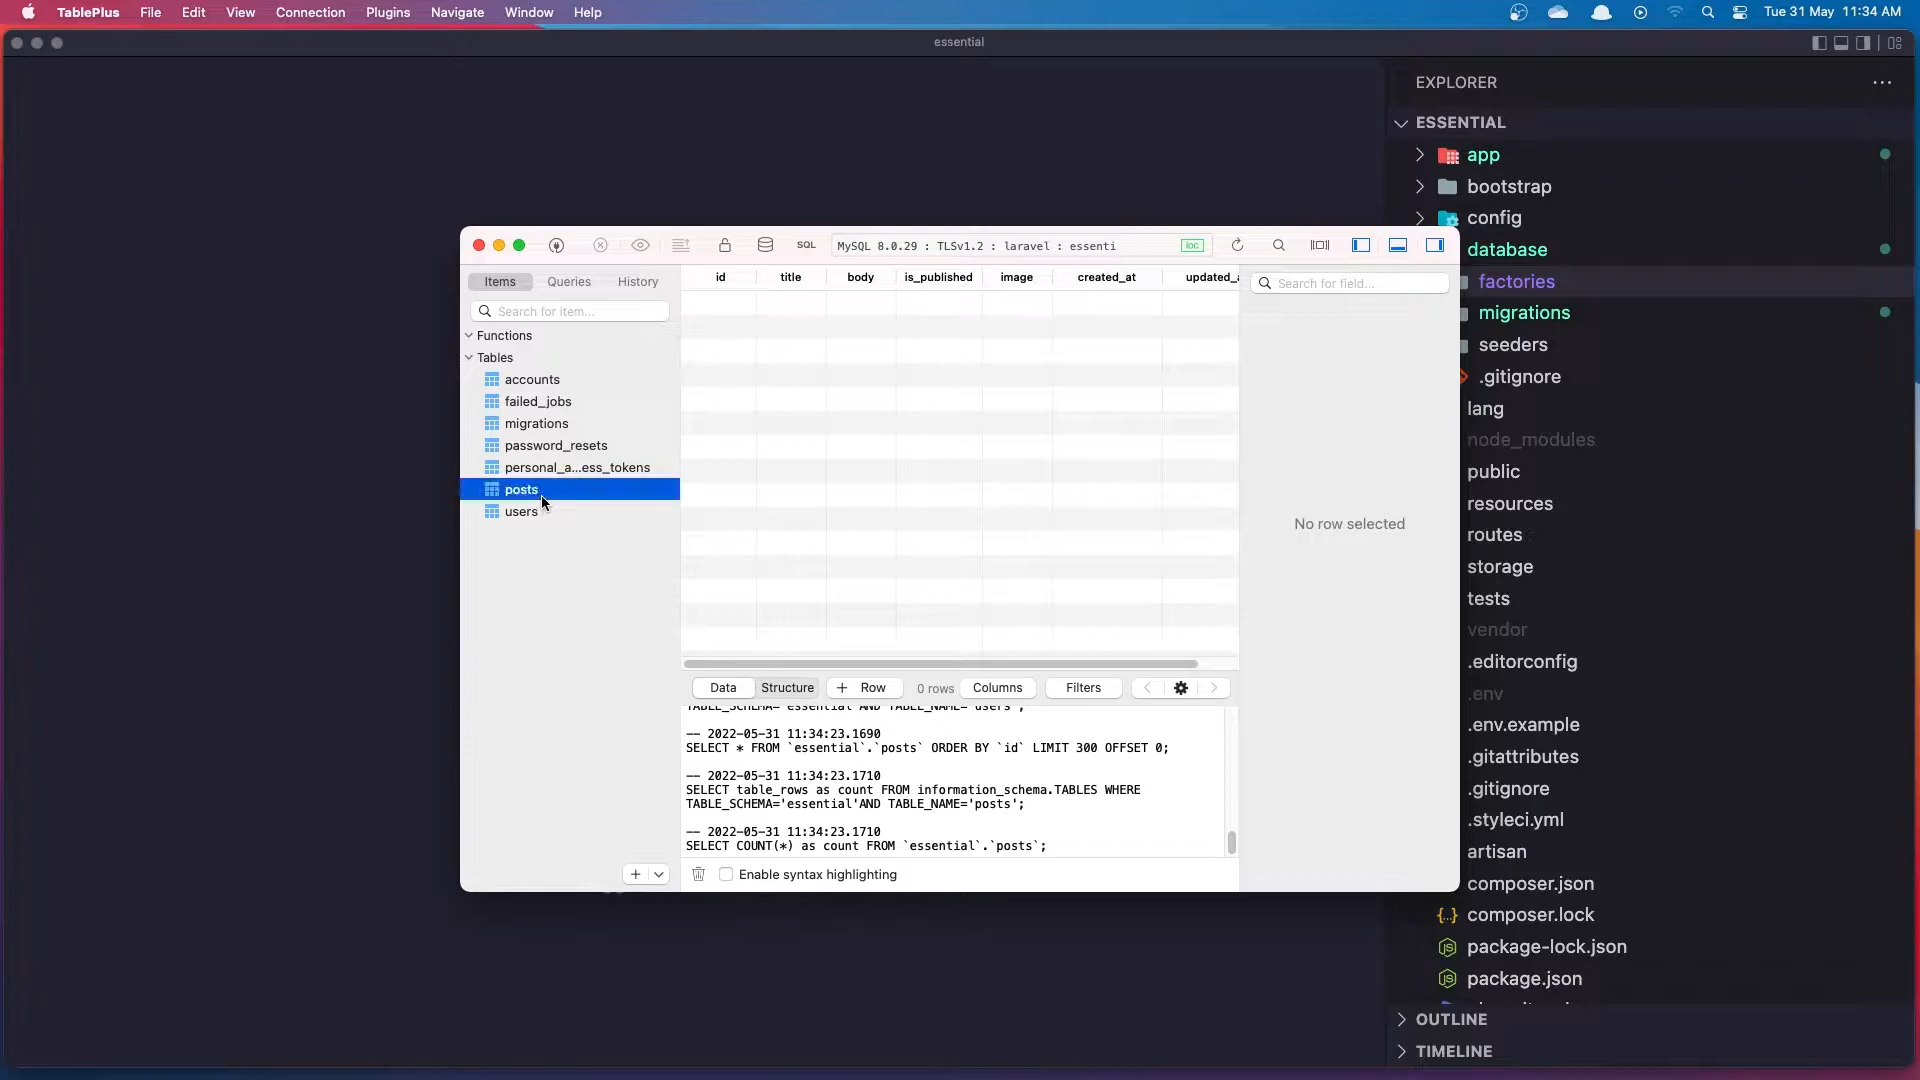 TablePlus File Edit View Connection Plugins Navigate Window Help
Tue 31 May 11:34 AM
essential
EXPLORER
ESSENTIAL
app
bootstrap
config
database
factories
migrations
seeders
.gitignore
lang
node_modules
public
resources
routes
storage
tests
vendor
.editorconfig
.env
.env.example
.gitattributes
.gitignore
.styleci.yml
artisan
composer.json
composer.lock
package-lock.json
package.json
OUTLINE
TIMELINE
SQL
MySQL 8.0.29 : TLSv1.2 : laravel : essenti
loc
Items Queries History
Search for item...
Functions
Tables
accounts
failed_jobs
migrations
password_resets
personal_a...ess_tokens
posts
users
id title body is_published image created_at updated_
Search for field...
No row selected
Data Structure + Row 0 rows Columns Filters
TABLE_SCHEMA='essential'AND TABLE_NAME='users';
-- 2022-05-31 11:34:23.1690
SELECT * FROM `essential`.`posts` ORDER BY `id` LIMIT 300 OFFSET 0;
-- 2022-05-31 11:34:23.1710
SELECT table_rows as count FROM information_schema.TABLES WHERE
TABLE_SCHEMA='essential'AND TABLE_NAME='posts';
-- 2022-05-31 11:34:23.1710
SELECT COUNT(*) as count FROM `essential`.`posts`;
Enable syntax highlighting